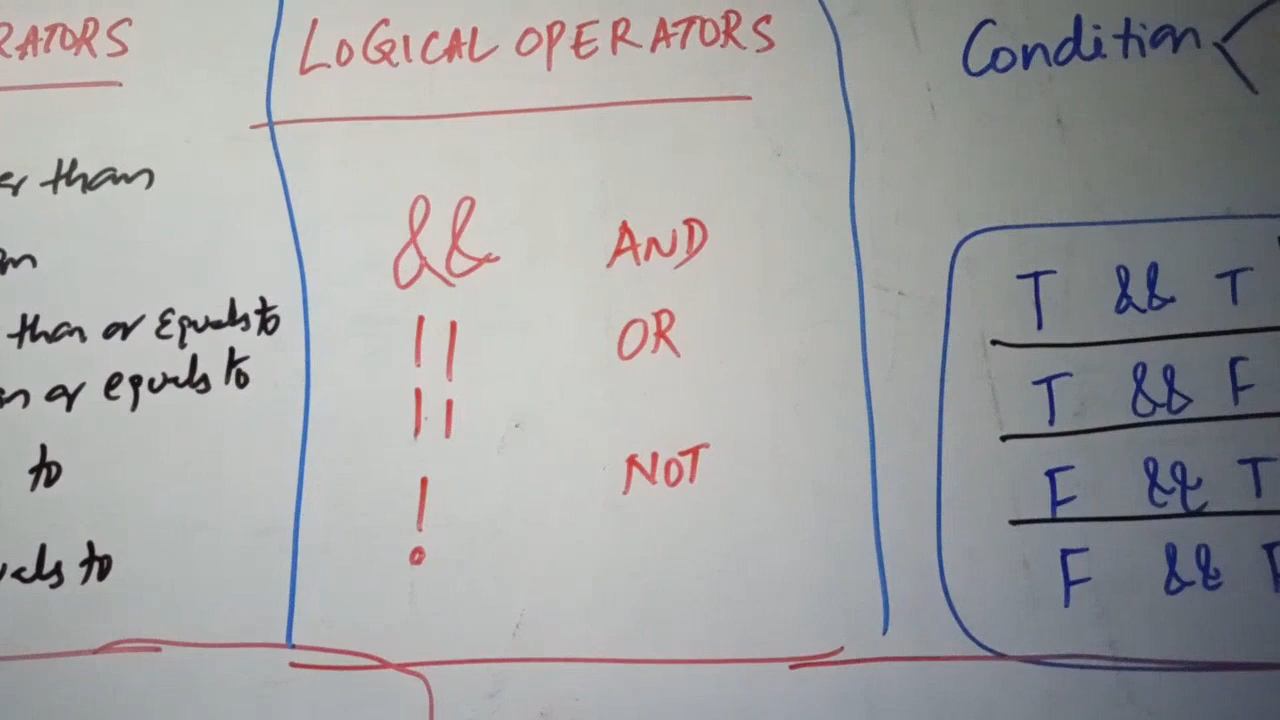 RATORS
er than
than or Equals to
or equals to
to
to
LOGICAL OPERATORS
&& AND
|| OR
||
! NOT
Condition
T && T
T && F
F && T
F && F